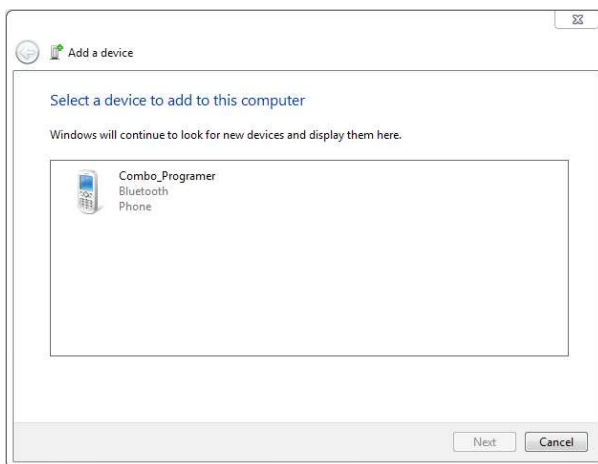 Add a device
Select a device to add to this computer
Windows will continue to look for new devices and display them here.
Combo_Programer
Bluetooth
Phone
Next
Cancel